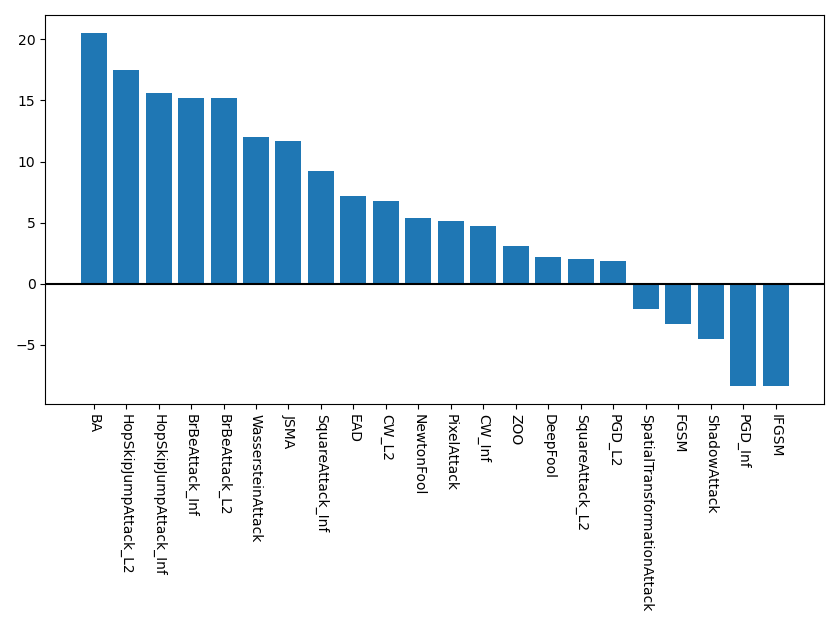 20
15
10
5
0
−5
BA
HopSkipJumpAttack_L2
HopSkipJumpAttack_Inf
BrBeAttack_Inf
BrBeAttack_L2
WassersteinAttack
JSMA
SquareAttack_Inf
EAD
CW_L2
NewtonFool
PixelAttack
CW_Inf
ZOO
DeepFool
SquareAttack_L2
PGD_L2
SpatialTransformationAttack
FGSM
ShadowAttack
PGD_Inf
IFGSM